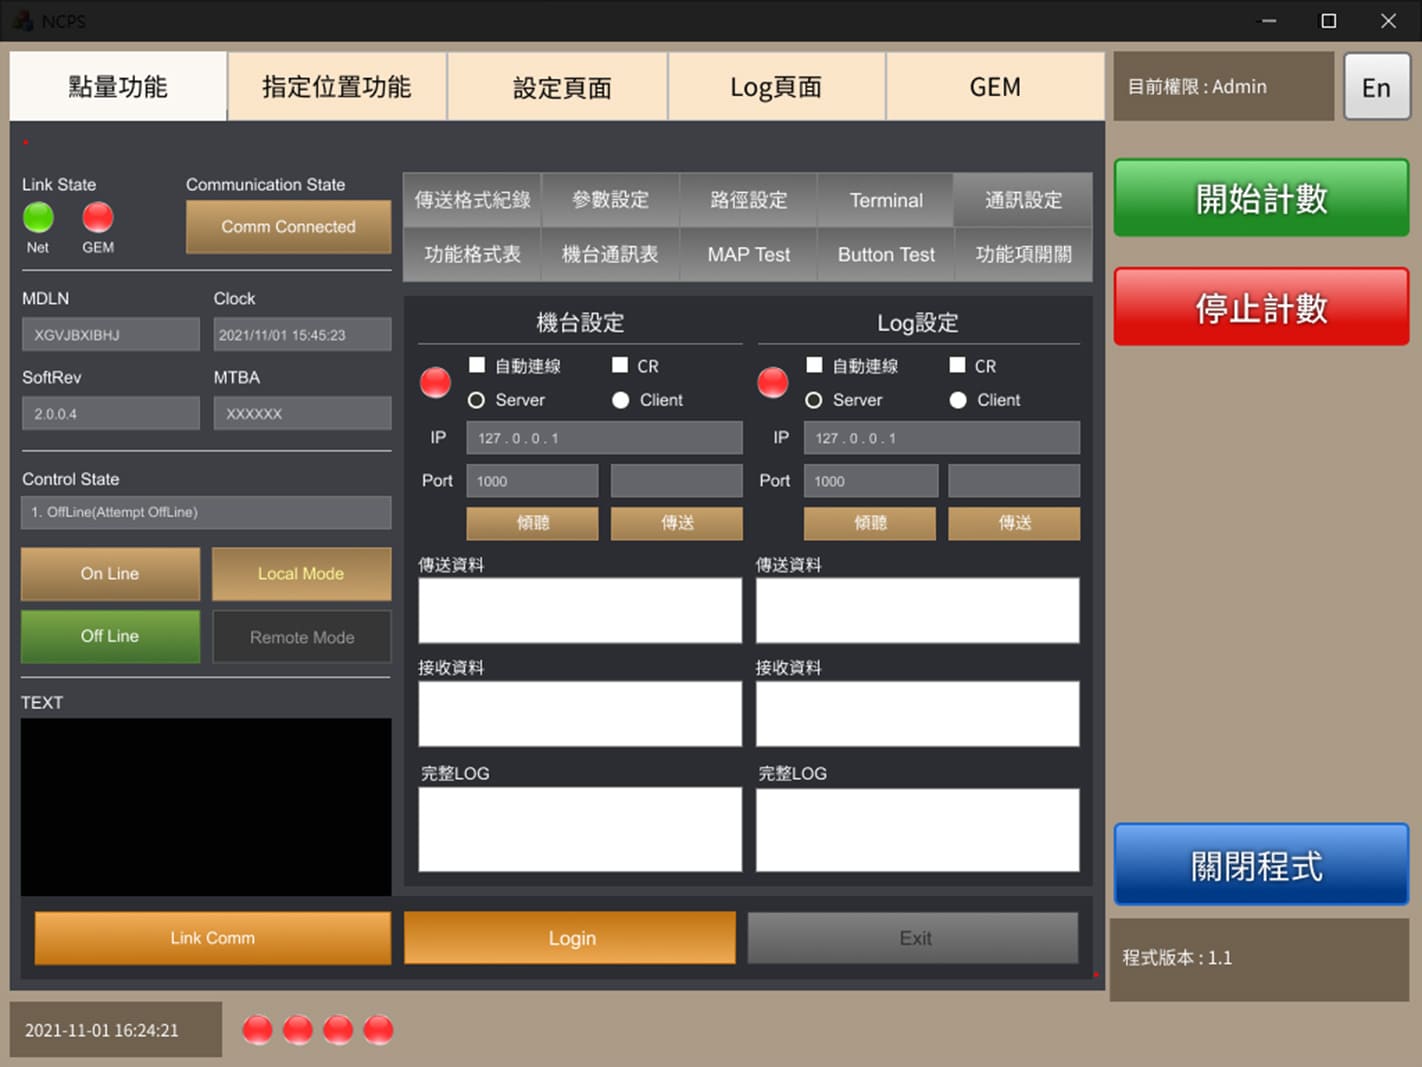 NCPS
點量功能
指定位置功能
設定頁面
Log頁面
GEM
目前權限 : Admin
En
Link State
Communication State
Net
GEM
Comm Connected
MDLN
Clock
XGVJBXIBHJ
2021/11/01 15:45:23
SoftRev
MTBA
2.0.0.4
XXXXXX
Control State
1. OffLine(Attempt OffLine)
On Line
Local Mode
Off Line
Remote Mode
TEXT
傳送格式紀錄
參數設定
路徑設定
Terminal
通訊設定
功能格式表
機台通訊表
MAP Test
Button Test
功能項開關
機台設定
自動連線
CR
Server
Client
IP
127 . 0 . 0 . 1
Port
1000
傾聽
傳送
傳送資料
接收資料
完整LOG
Log設定
自動連線
CR
Server
Client
IP
127 . 0 . 0 . 1
Port
1000
傾聽
傳送
傳送資料
接收資料
完整LOG
Link Comm
Login
Exit
開始計數
停止計數
關閉程式
程式版本 : 1.1
2021-11-01 16:24:21